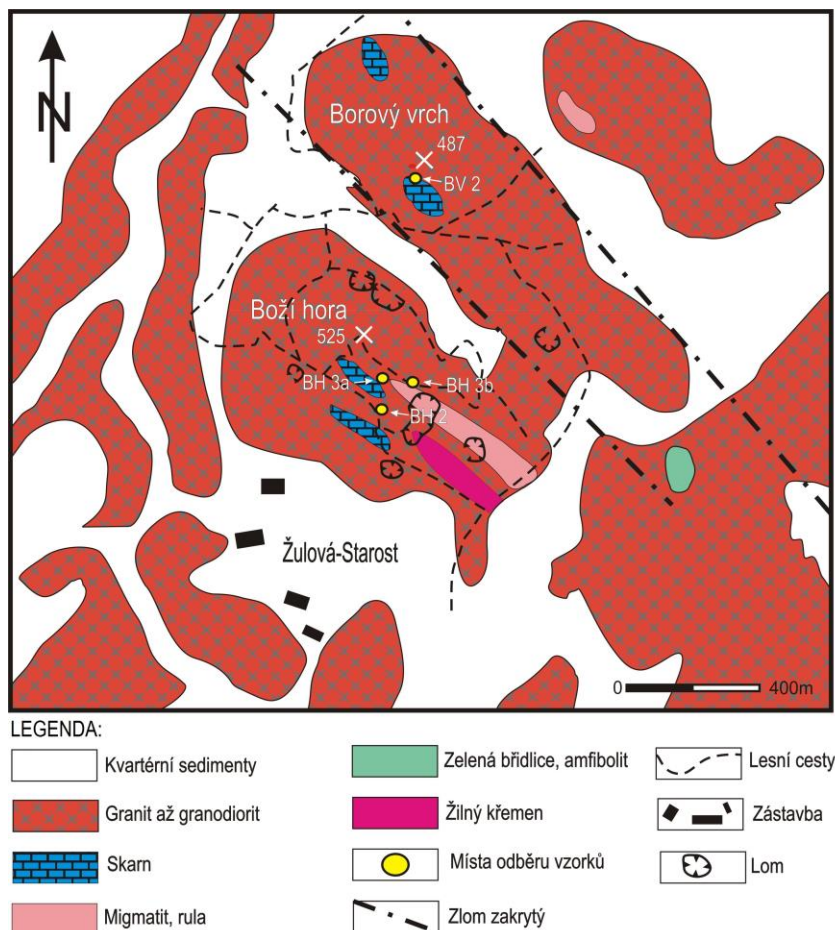 N
Borový vrch
487
BV 2
Boží hora
525
BH 3a
BH 3b
BH 2
Žulová-Starost
0 400m
LEGENDA:
Kvartérní sedimenty
Granit až granodiorit
Skarn
Migmatit, rula
Zelená břidlice, amfibolit
Žilný křemen
Místa odběru vzorků
Zlom zakrytý
Lesní cesty
Zástavba
Lom